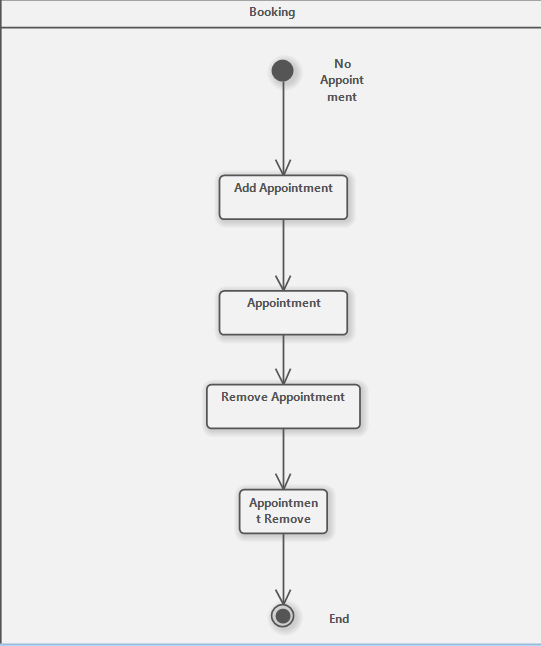 Booking
No
Appoint
ment
Add Appointment
Appointment
Remove Appointment
Appointmen
t Remove
End